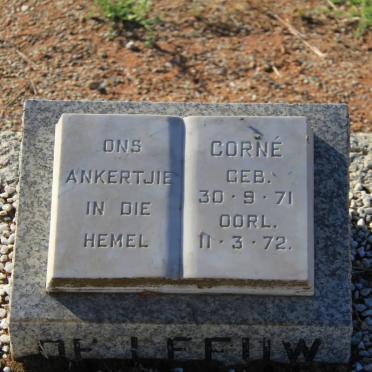 ONS
ANKERTJIE
IN DIE
HEMEL
CORNÉ
GEB.
30·9·71
OORL.
11·3·72.
DE LEEUW